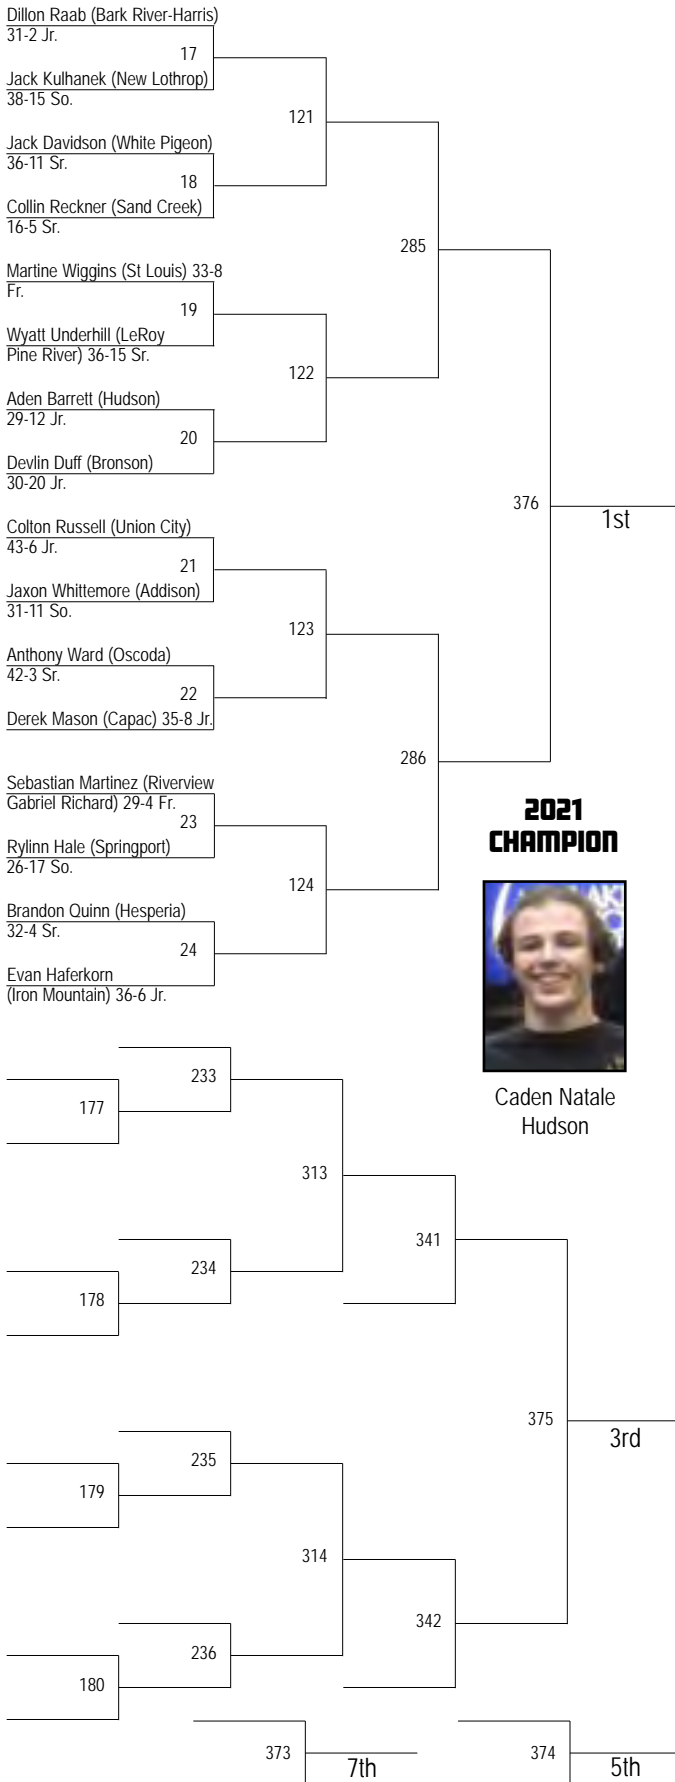 Dillon Raab (Bark River-Harris)
31-2 Jr.
17
Jack Kulhanek (New Lothrop)
38-15 So.
121
Jack Davidson (White Pigeon)
36-11 Sr.
18
Collin Reckner (Sand Creek)
16-5 Sr.
285
Martine Wiggins (St Louis) 33-8
Fr.
19
Wyatt Underhill (LeRoy
Pine River) 36-15 Sr.
122
Aden Barrett (Hudson)
29-12 Jr.
20
Devlin Duff (Bronson)
30-20 Jr.
376
1st
Colton Russell (Union City)
43-6 Jr.
21
Jaxon Whittemore (Addison)
31-11 So.
123
Anthony Ward (Oscoda)
42-3 Sr.
22
Derek Mason (Capac) 35-8 Jr.
286
Sebastian Martinez (Riverview
Gabriel Richard) 29-4 Fr.
23
Rylinn Hale (Springport)
26-17 So.
124
Brandon Quinn (Hesperia)
32-4 Sr.
24
Evan Haferkorn
(Iron Mountain) 36-6 Jr.
2021
CHAMPION
Caden Natale
Hudson
233
177
313
234
178
341
375
3rd
235
179
314
236
180
342
373
7th
374
5th